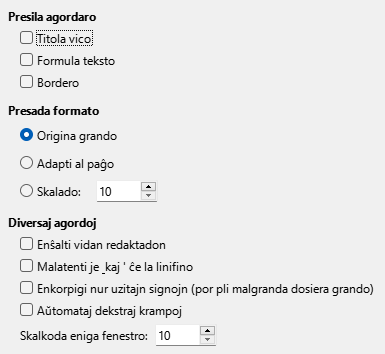 Presila agordaro
Titola vico
Formula teksto
Bordero
Presada formato
Origina grando
Adapti al paĝo
Skalado: 10
Diversaj agordoj
Enŝalti vidan redaktadon
Malatenti je ̰kaj ' ĉe la linifino
Enkorpigi nur uzitajn signojn (por pli malgranda dosiera grando)
Aŭtomataj dekstraj krampoj
Skalkoda eniga fenestro: 10